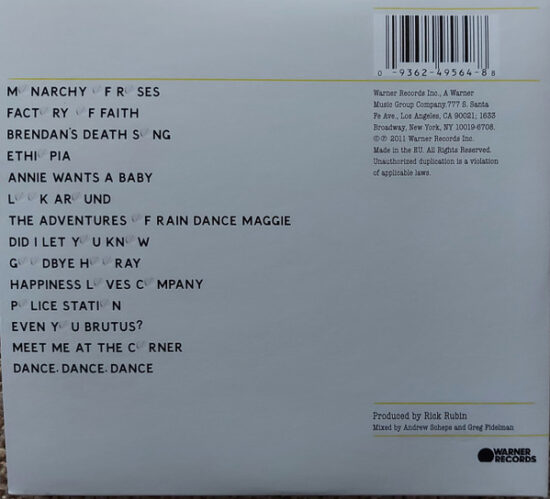 0 -9362-49564-8 8
MONARCHY OF ROSES
FACTORY OF FAITH
BRENDAN'S DEATH SONG
ETHIOPIA
ANNIE WANTS A BABY
LOOK AROUND
THE ADVENTURES OF RAIN DANCE MAGGIE
DID I LET YOU KNOW
GOODBYE HOORAY
HAPPINESS LOVES COMPANY
POLICE STATION
EVEN YOU BRUTUS?
MEET ME AT THE CORNER
DANCE, DANCE, DANCE
Warner Records Inc., A Warner
Music Group Company. 777 S. Santa
Fe Ave., Los Angeles, CA 90021; 1633
Broadway, New York, NY 10019-6708.
© ℗ 2011 Warner Records Inc.
Made in the EU. All Rights Reserved.
Unauthorized duplication is a violation
of applicable laws.
Produced by Rick Rubin
Mixed by Andrew Scheps and Greg Fidelman
WARNER
RECORDS